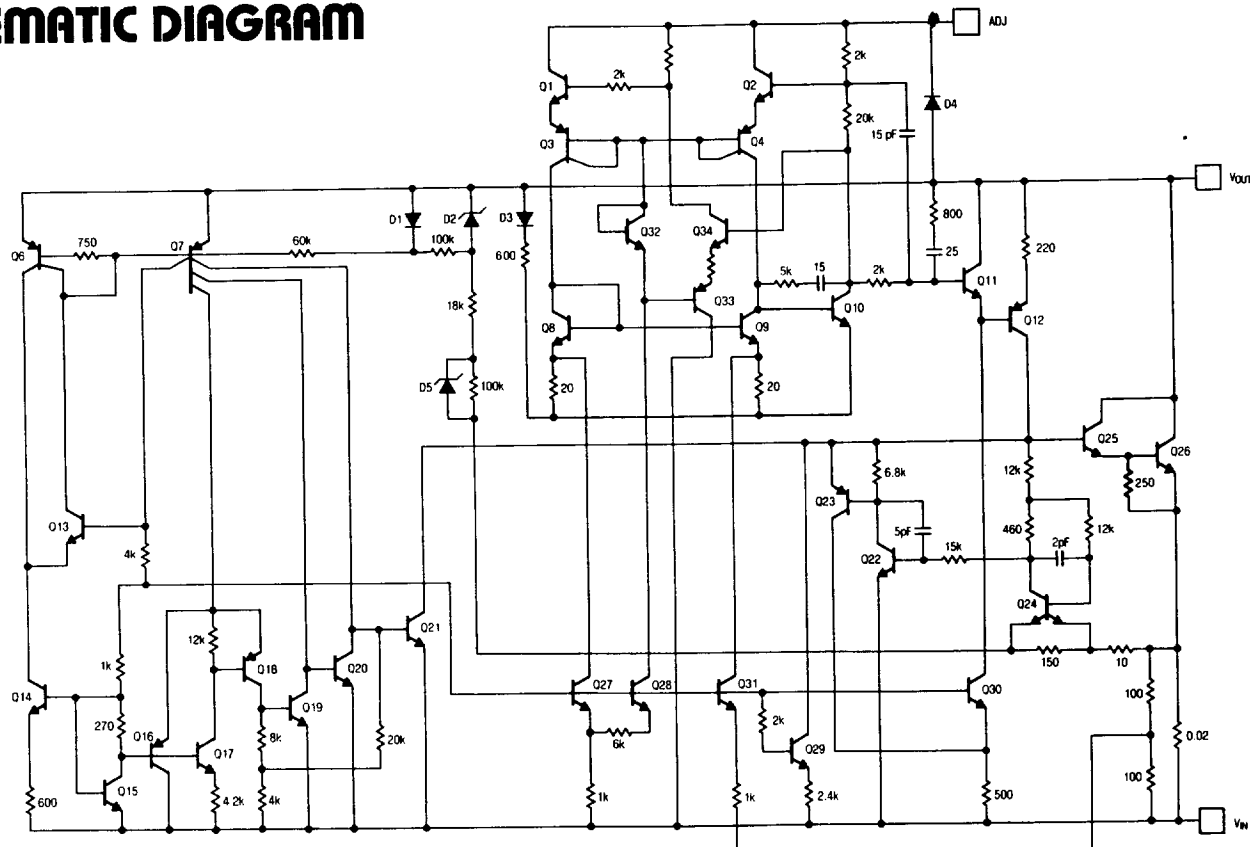 EMATIC DIAGRAM
ADJ
2k
Q1
2k
Q2
20k
15 pF
D4
Q3
Q4
VOUT
D1
D2
D3
Q32
Q34
800
25
220
Q6
750
Q7
60k
100k
600
5k
15
2k
Q11
Q33
Q12
18k
Q8
Q9
Q10
D5
100k
20
20
Q25
Q26
250
6.8k
12k
Q23
460
12k
5pF
Q13
4k
Q22
15k
2pF
Q24
Q21
150
10
12k
Q18
Q20
1k
Q14
Q19
Q27
Q28
Q31
Q30
100
270
Q16
Q17
8k
20k
6k
2k
Q29
0.02
600
Q15
4.2k
4k
1k
1k
2.4k
500
100
VIN